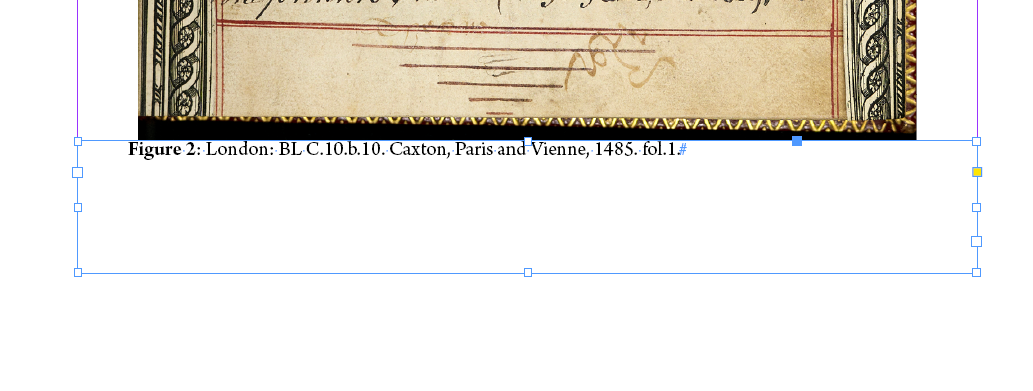 Figure 2: London: BL C.10.b.10. Caxton, Paris and Vienne, 1485. fol.1.#